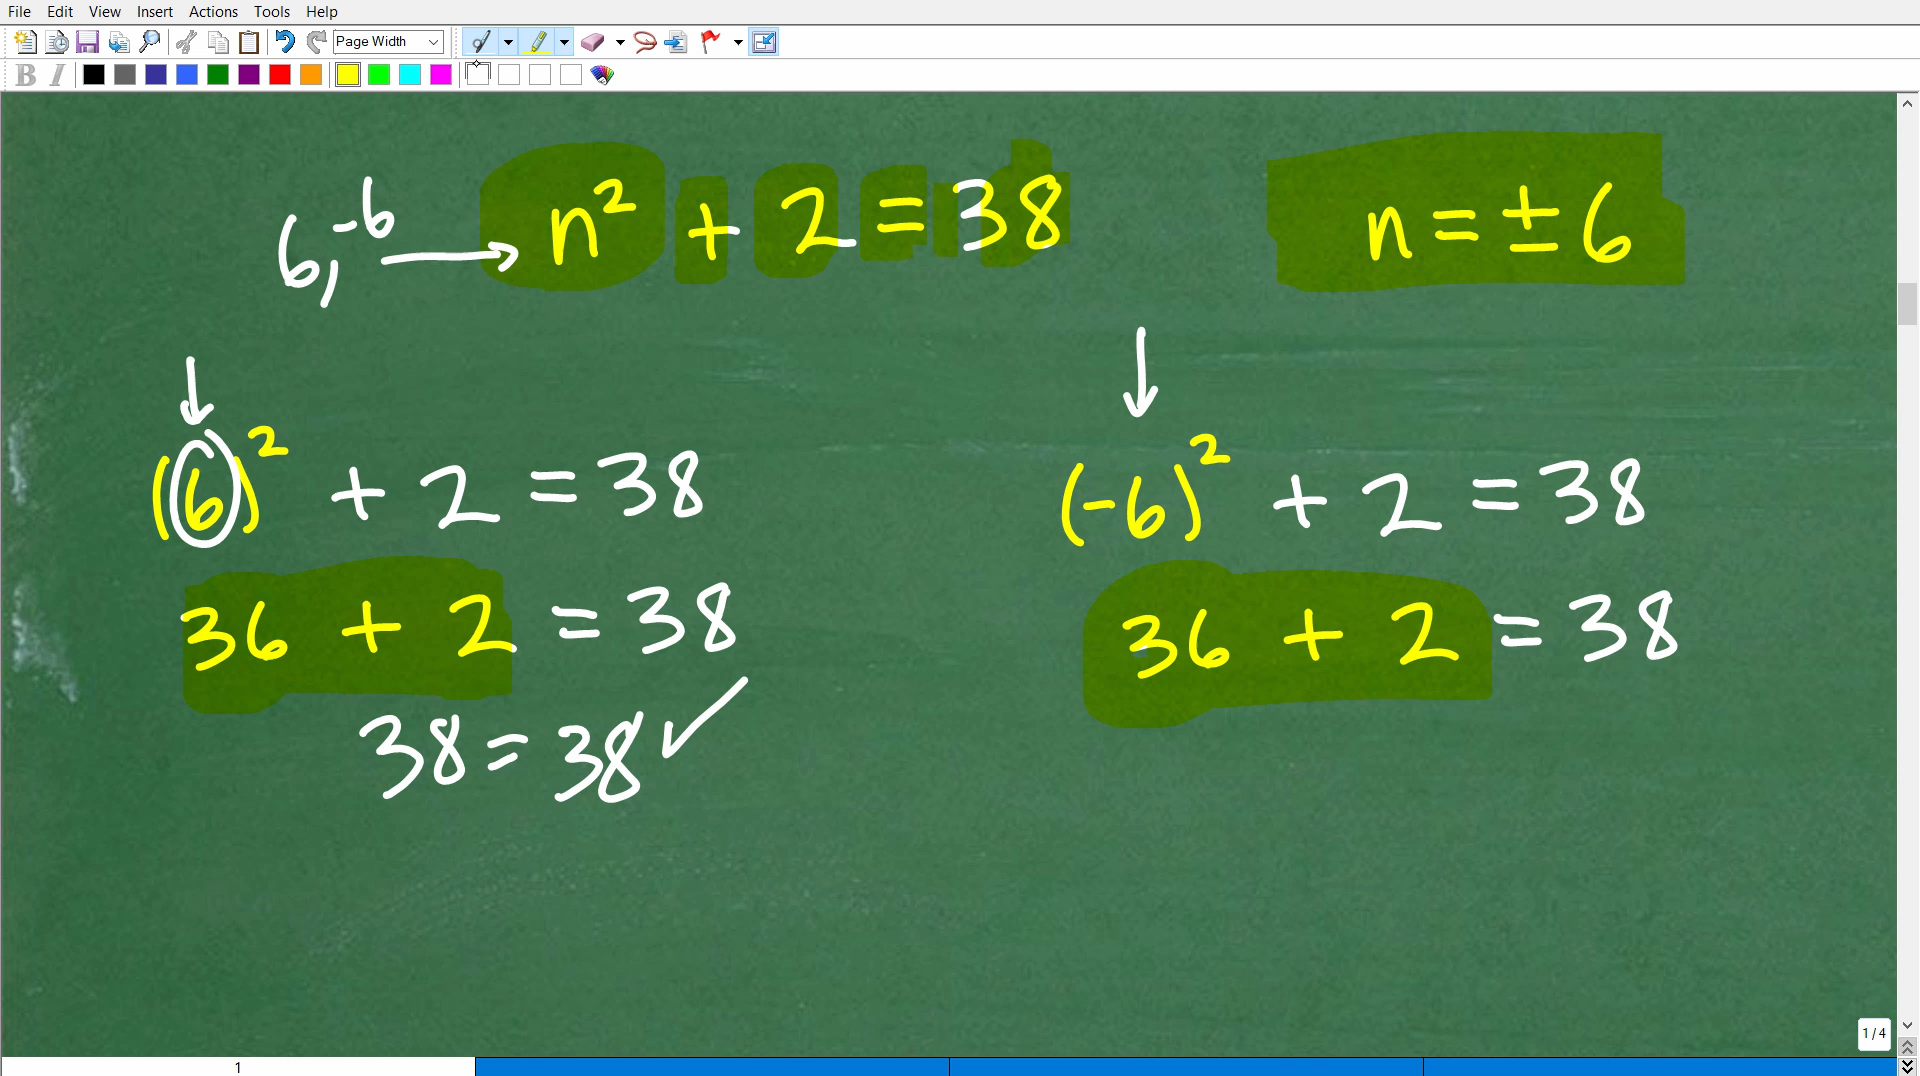 File Edit View Insert Actions Tools Help
Page Width
B I
6, -6 → n² + 2 = 38
n = ± 6
(6)² + 2 = 38
36 + 2 = 38
38 = 38 ✓
(-6)² + 2 = 38
36 + 2 = 38
1 / 4
1